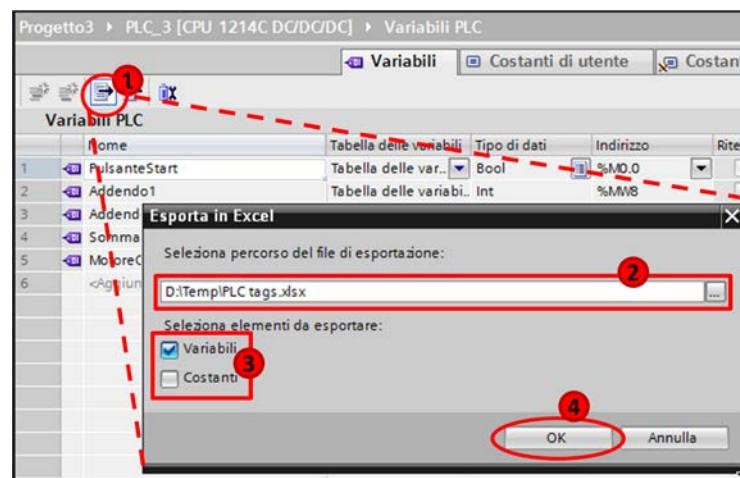 Progetto3 ▸ PLC_3 [CPU 1214C DC/DC/DC] ▸ Variabili PLC
Variabili Costanti di utente Costan
1
Variabili PLC
Nome Tabella delle variabili Tipo di dati Indirizzo Rite
1 PulsanteStart Tabella delle var.. Bool %M0.0
2 Addendo1 Tabella delle variabi.. Int %MW8
3 Addend Esporta in Excel
4 Somma Seleziona percorso del file di esportazione:
2
5 MotoreC
6 <Aggiun D:\Temp\PLC tags.xlsx ...
Seleziona elementi da esportare:
Variabili
3
Costanti
4
OK Annulla